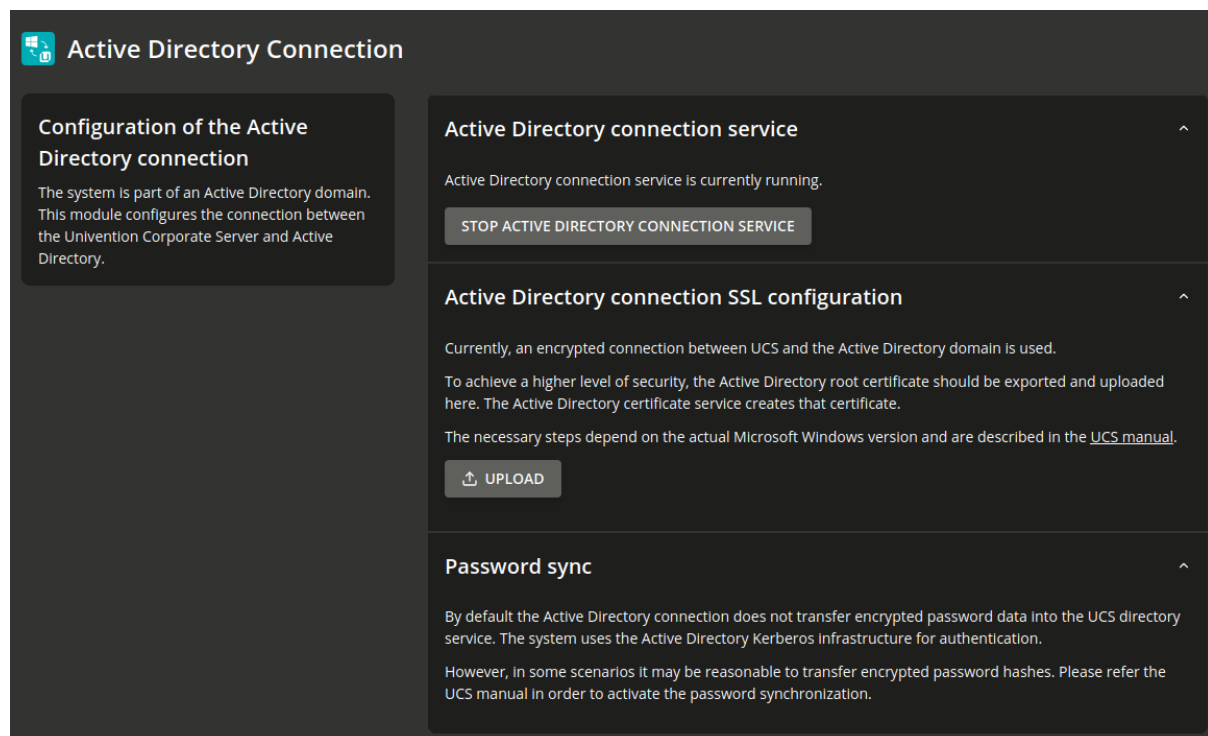 Active Directory Connection
Configuration of the Active
Directory connection
The system is part of an Active Directory domain.
This module configures the connection between
the Univention Corporate Server and Active
Directory.
Active Directory connection service
Active Directory connection service is currently running.
STOP ACTIVE DIRECTORY CONNECTION SERVICE
Active Directory connection SSL configuration
Currently, an encrypted connection between UCS and the Active Directory domain is used.
To achieve a higher level of security, the Active Directory root certificate should be exported and uploaded
here. The Active Directory certificate service creates that certificate.
The necessary steps depend on the actual Microsoft Windows version and are described in the UCS manual.
UPLOAD
Password sync
By default the Active Directory connection does not transfer encrypted password data into the UCS directory
service. The system uses the Active Directory Kerberos infrastructure for authentication.
However, in some scenarios it may be reasonable to transfer encrypted password hashes. Please refer the
UCS manual in order to activate the password synchronization.